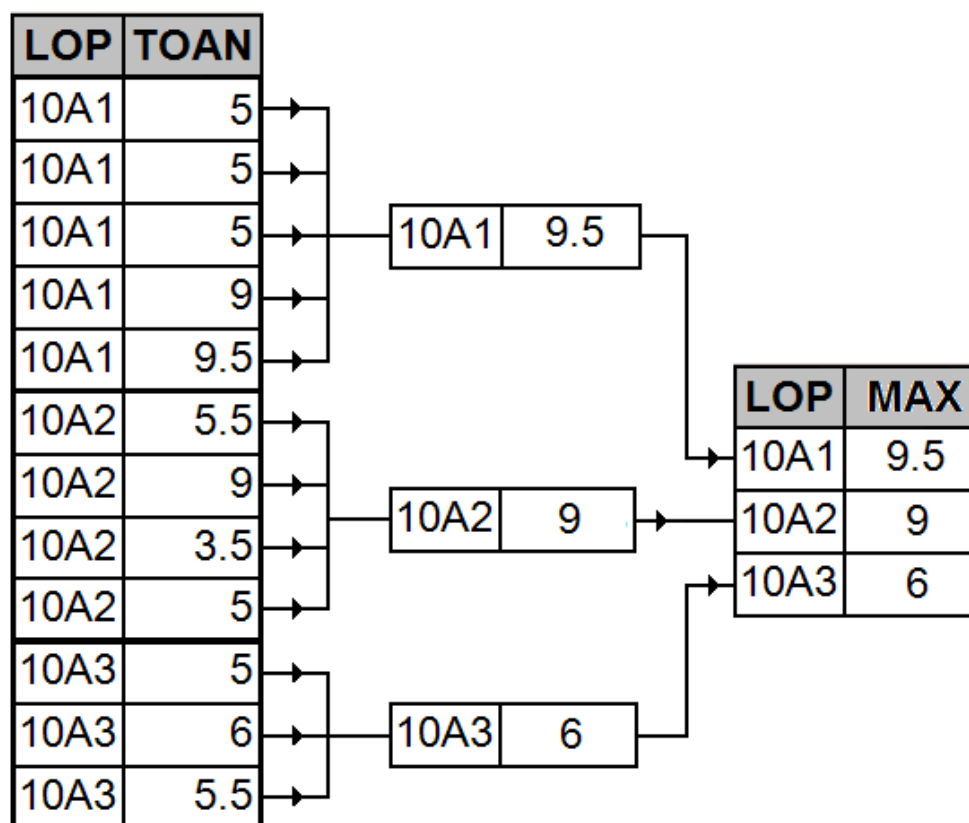 LOP TOAN
10A1 5
10A1 5
10A1 5
10A1 9
10A1 9.5
10A2 5.5
10A2 9
10A2 3.5
10A2 5
10A3 5
10A3 6
10A3 5.5
10A1 9.5
10A2 9
10A3 6
LOP MAX
10A1 9.5
10A2 9
10A3 6